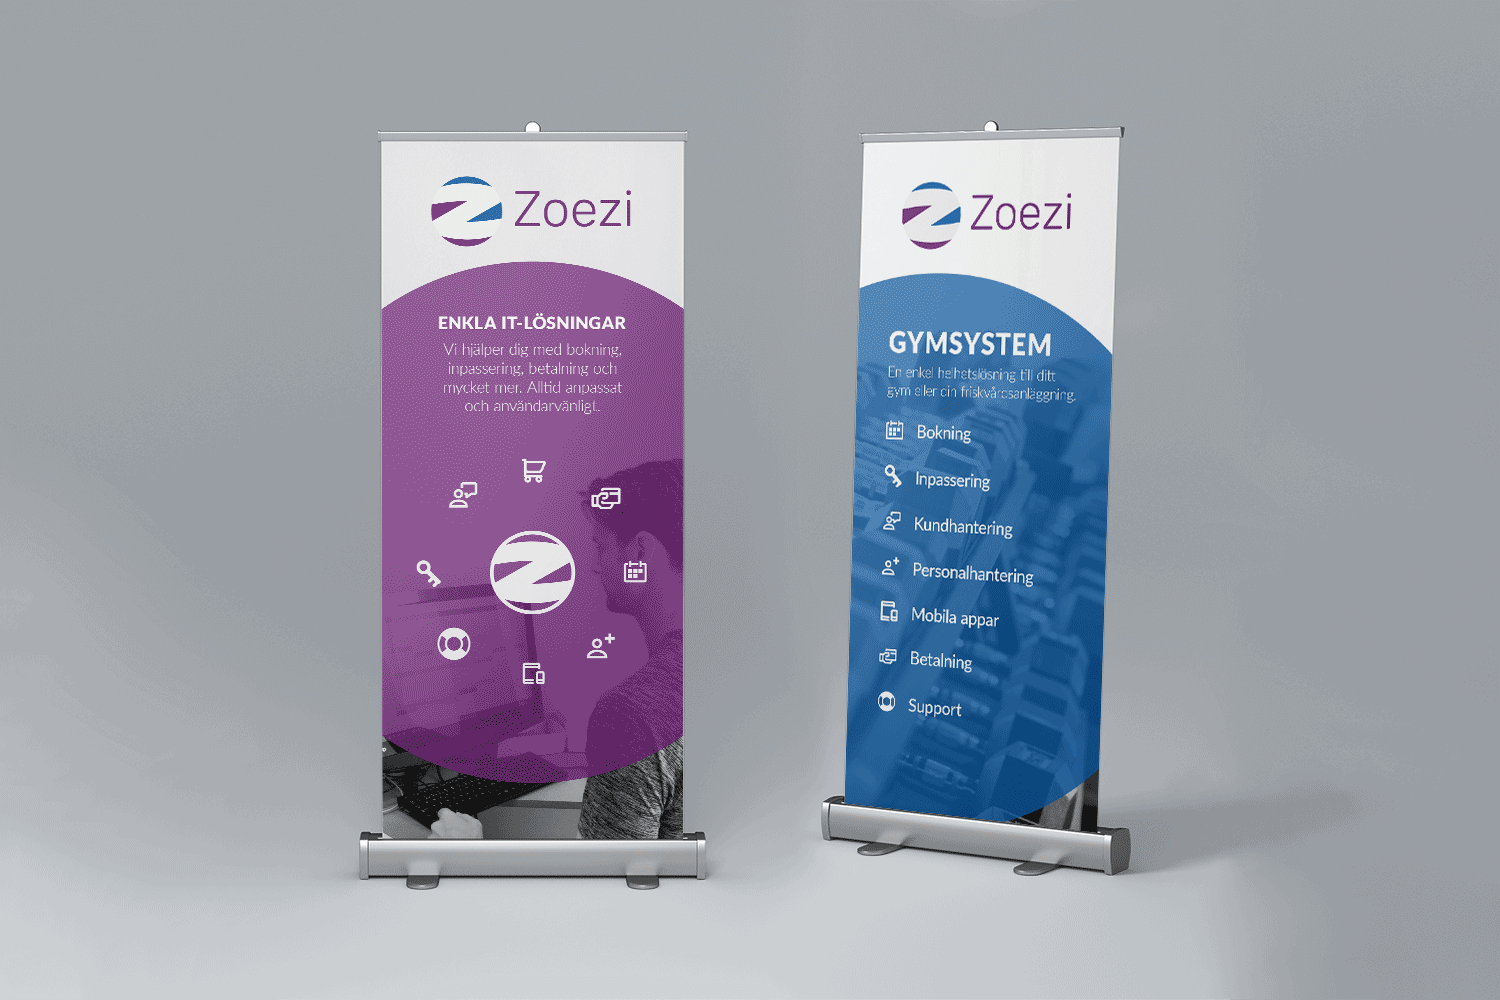 Zoezi
ENKLA IT-LÖSNINGAR
Vi hjälper dig med bokning,
inpassering, betalning och
mycket mer. Alltid anpassat
och användarvänligt.
Zoezi
GYMSYSTEM
En enkel helhetslösning till ditt
gym eller din friskvårdsanläggning.
Bokning
Inpassering
Kundhantering
Personalhantering
Mobila appar
Betalning
Support